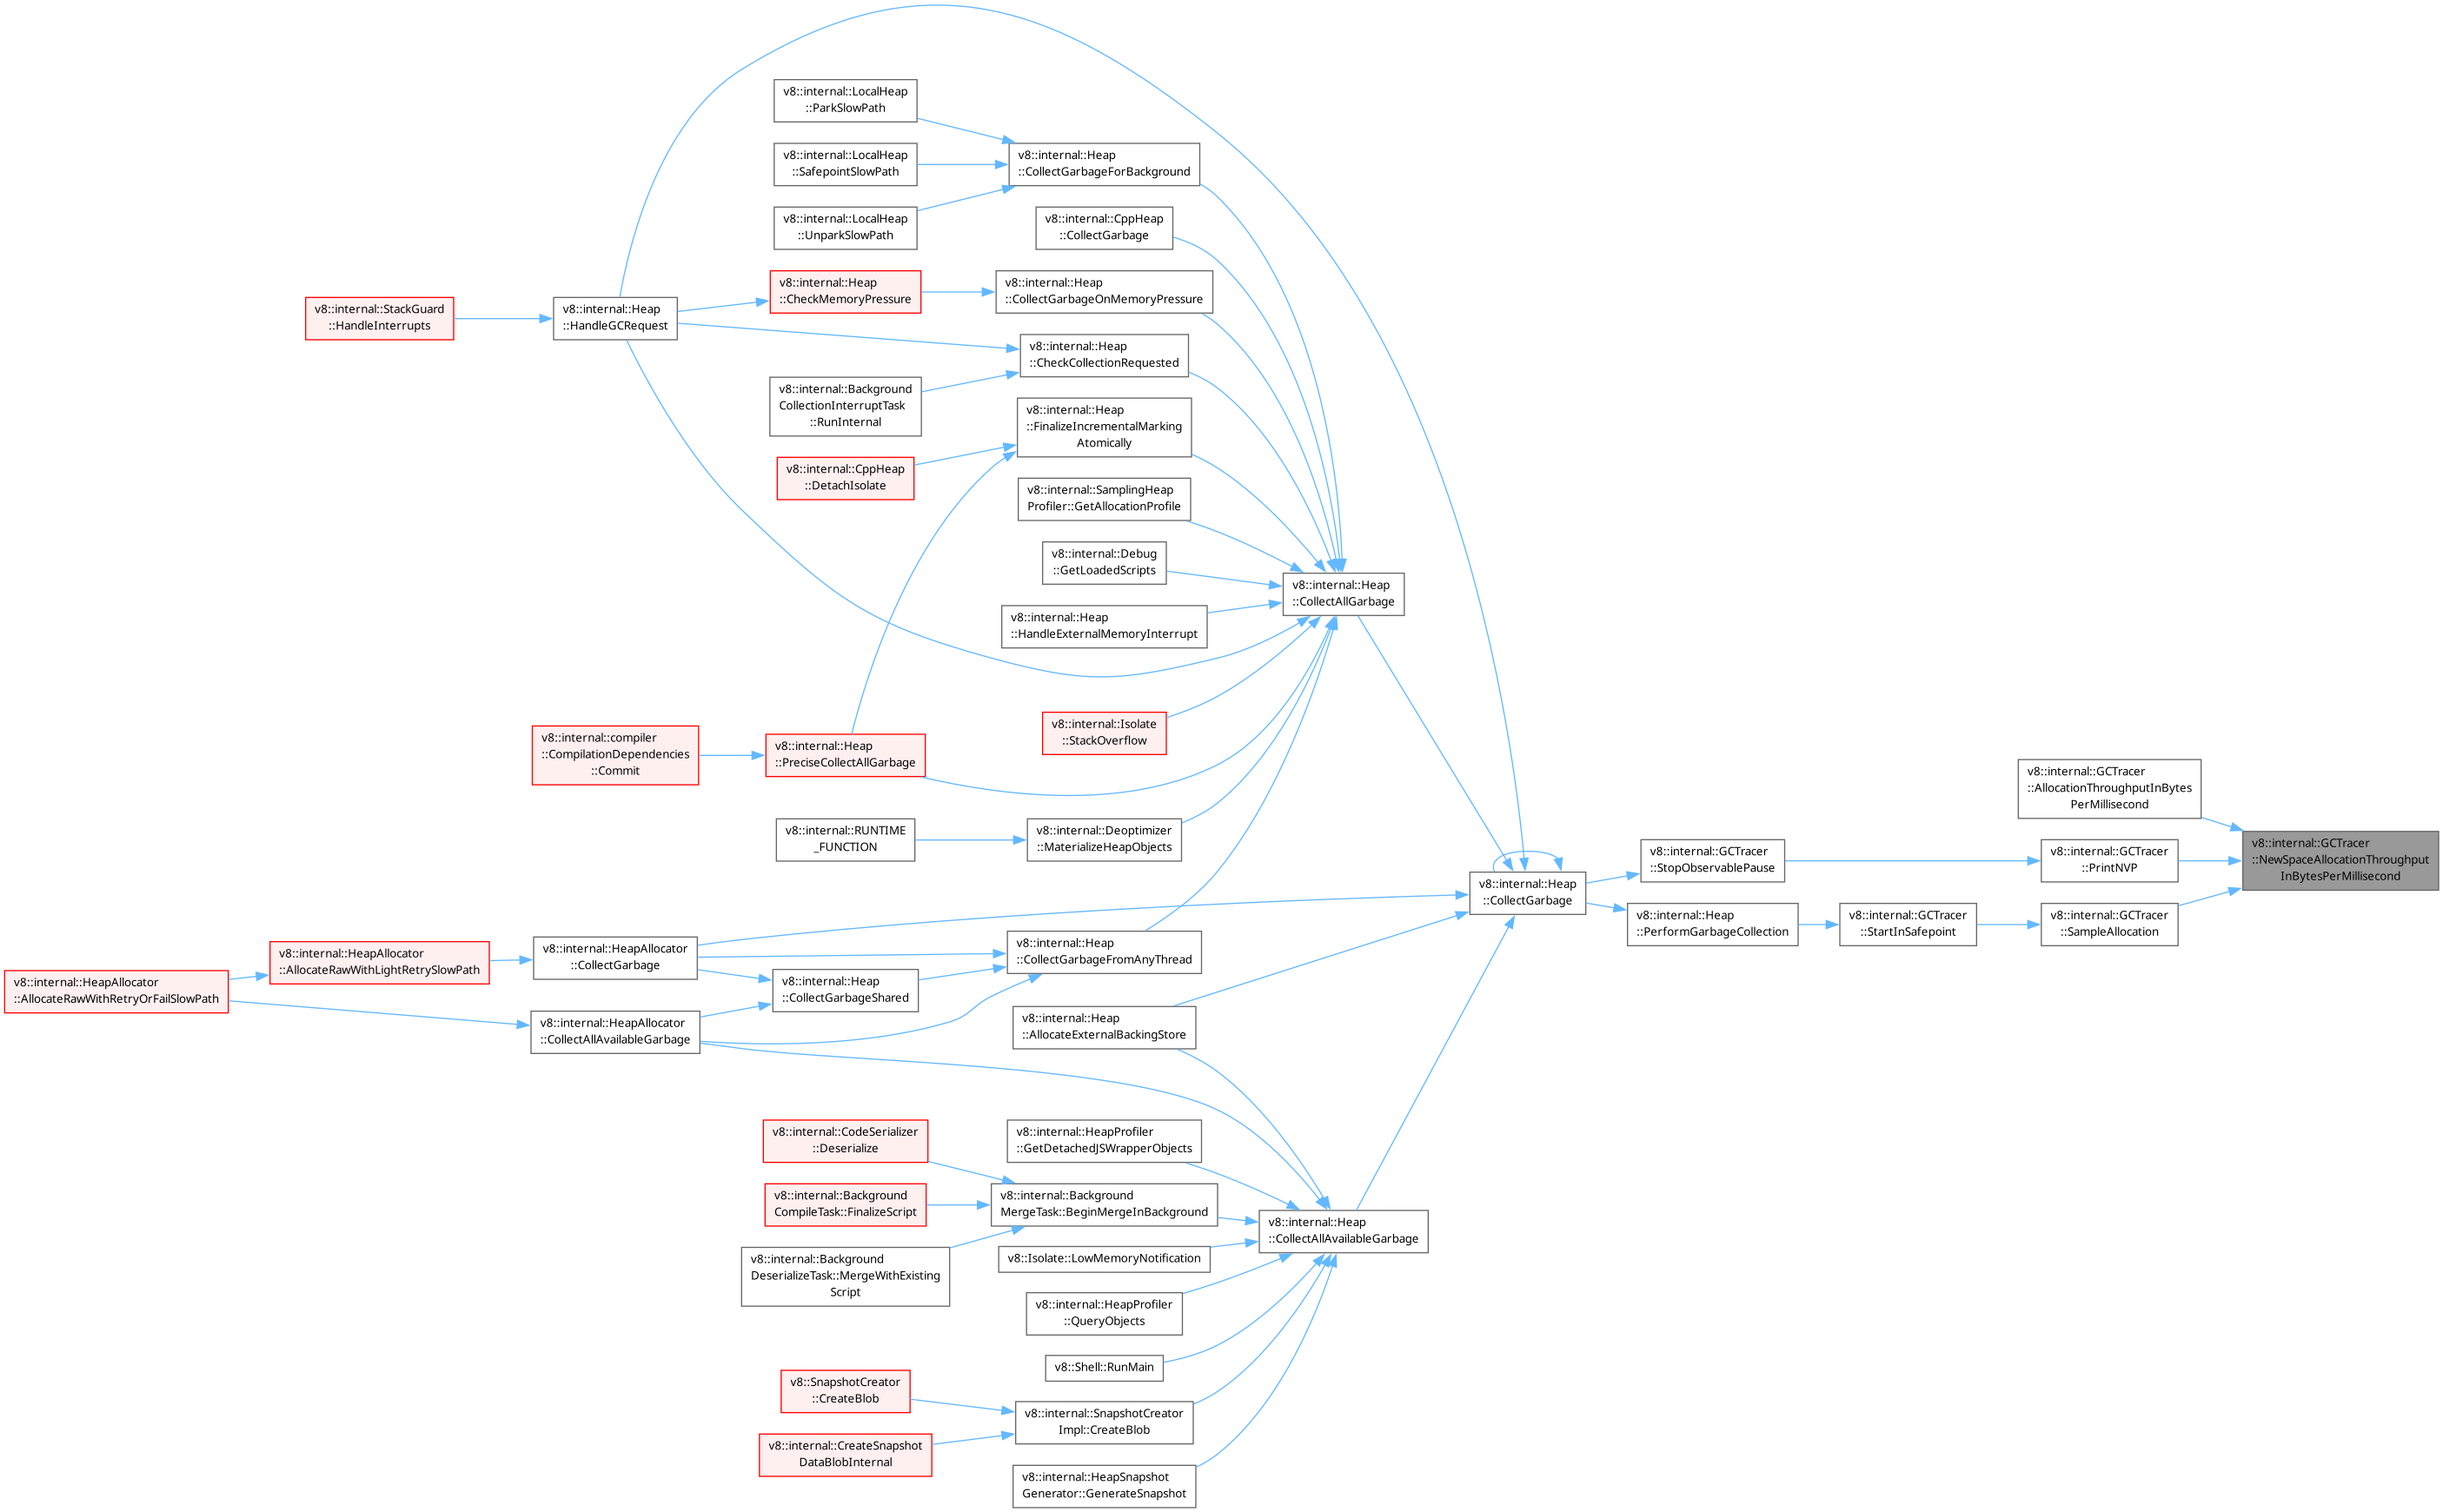 v8::internal::LocalHeap
::ParkSlowPath
v8::internal::Heap
::CollectGarbageForBackground
v8::internal::LocalHeap
::SafepointSlowPath
v8::internal::LocalHeap
::UnparkSlowPath
v8::internal::CppHeap
::CollectGarbage
v8::internal::StackGuard
::HandleInterrupts
v8::internal::Heap
::HandleGCRequest
v8::internal::Heap
::CheckMemoryPressure
v8::internal::Heap
::CollectGarbageOnMemoryPressure
v8::internal::Heap
::CheckCollectionRequested
v8::internal::Background
CollectionInterruptTask
::RunInternal
v8::internal::Heap
::FinalizeIncrementalMarking
Atomically
v8::internal::CppHeap
::DetachIsolate
v8::internal::SamplingHeap
Profiler::GetAllocationProfile
v8::internal::Debug
::GetLoadedScripts
v8::internal::Heap
::CollectAllGarbage
v8::internal::Heap
::HandleExternalMemoryInterrupt
v8::internal::Isolate
::StackOverflow
v8::internal::compiler
::CompilationDependencies
::Commit
v8::internal::Heap
::PreciseCollectAllGarbage
v8::internal::RUNTIME
_FUNCTION
v8::internal::Deoptimizer
::MaterializeHeapObjects
v8::internal::GCTracer
::AllocationThroughputInBytes
PerMillisecond
v8::internal::GCTracer
::NewSpaceAllocationThroughput
InBytesPerMillisecond
v8::internal::GCTracer
::StopObservablePause
v8::internal::GCTracer
::PrintNVP
v8::internal::Heap
::CollectGarbage
v8::internal::Heap
::PerformGarbageCollection
v8::internal::GCTracer
::StartInSafepoint
v8::internal::GCTracer
::SampleAllocation
v8::internal::HeapAllocator
::AllocateRawWithRetryOrFailSlowPath
v8::internal::HeapAllocator
::AllocateRawWithLightRetrySlowPath
v8::internal::HeapAllocator
::CollectGarbage
v8::internal::Heap
::CollectGarbageFromAnyThread
v8::internal::Heap
::CollectGarbageShared
v8::internal::HeapAllocator
::CollectAllAvailableGarbage
v8::internal::Heap
::AllocateExternalBackingStore
v8::internal::CodeSerializer
::Deserialize
v8::internal::HeapProfiler
::GetDetachedJSWrapperObjects
v8::internal::Background
CompileTask::FinalizeScript
v8::internal::Background
MergeTask::BeginMergeInBackground
v8::internal::Heap
::CollectAllAvailableGarbage
v8::internal::Background
DeserializeTask::MergeWithExisting
Script
v8::Isolate::LowMemoryNotification
v8::internal::HeapProfiler
::QueryObjects
v8::Shell::RunMain
v8::SnapshotCreator
::CreateBlob
v8::internal::SnapshotCreator
Impl::CreateBlob
v8::internal::CreateSnapshot
DataBlobInternal
v8::internal::HeapSnapshot
Generator::GenerateSnapshot